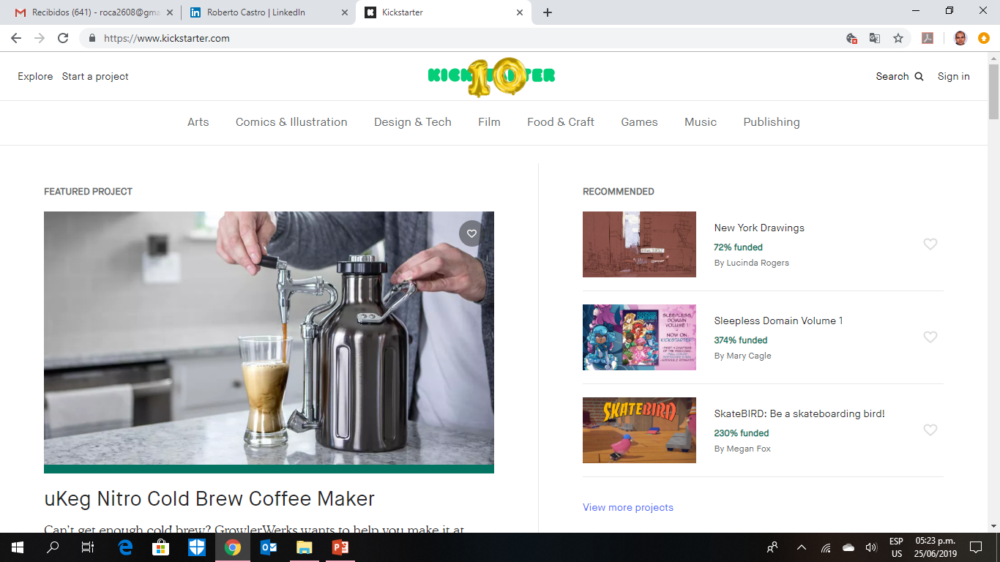 Recibidos (641) - roca2608@gma
Roberto Castro | LinkedIn
Kickstarter
https://www.kickstarter.com
Explore
Start a project
KICKSTARTER
10
Search
Sign in
Arts
Comics & Illustration
Design & Tech
Film
Food & Craft
Games
Music
Publishing
FEATURED PROJECT
uKeg Nitro Cold Brew Coffee Maker
Can't get enough cold brew? GrowlerWerks wants to help you make it at
RECOMMENDED
New York Drawings
72% funded
By Lucinda Rogers
SLEEPLESS
DOMAIN
VOLUME 1
NOW ON
KICKSTARTER!
Sleepless Domain Volume 1
374% funded
By Mary Cagle
SKATEBIRD
SkateBIRD: Be a skateboarding bird!
230% funded
By Megan Fox
View more projects
ESP
US
05:23 p.m.
25/06/2019